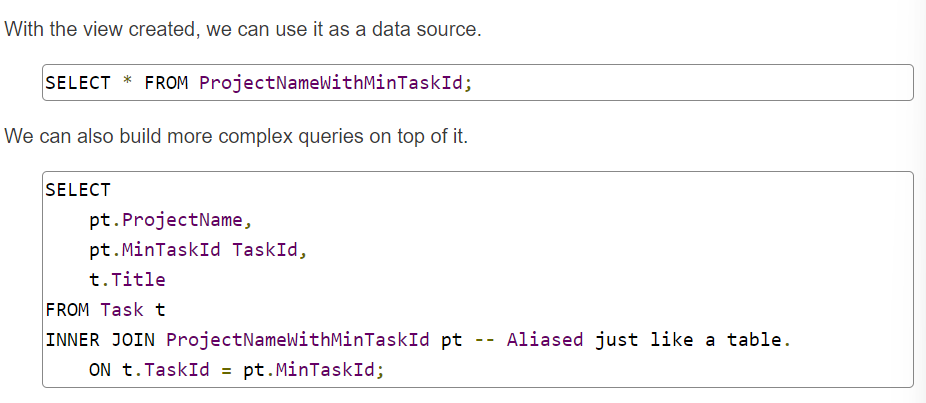 With the view created, we can use it as a data source.
SELECT * FROM ProjectNameWithMinTaskId;
We can also build more complex queries on top of it.
SELECT
    pt.ProjectName,
    pt.MinTaskId TaskId,
    t.Title
FROM Task t
INNER JOIN ProjectNameWithMinTaskId pt -- Aliased just like a table.
    ON t.TaskId = pt.MinTaskId;